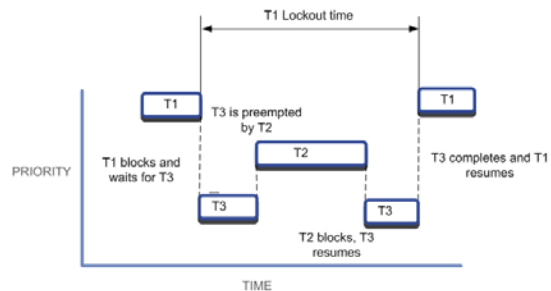 T1 Lockout time
T1
T1
T3 is preempted
by T2
T2
T1 blocks and
waits for T3
T3 completes and T1
resumes
PRIORITY
T3
T3
T2 blocks, T3
resumes
TIME